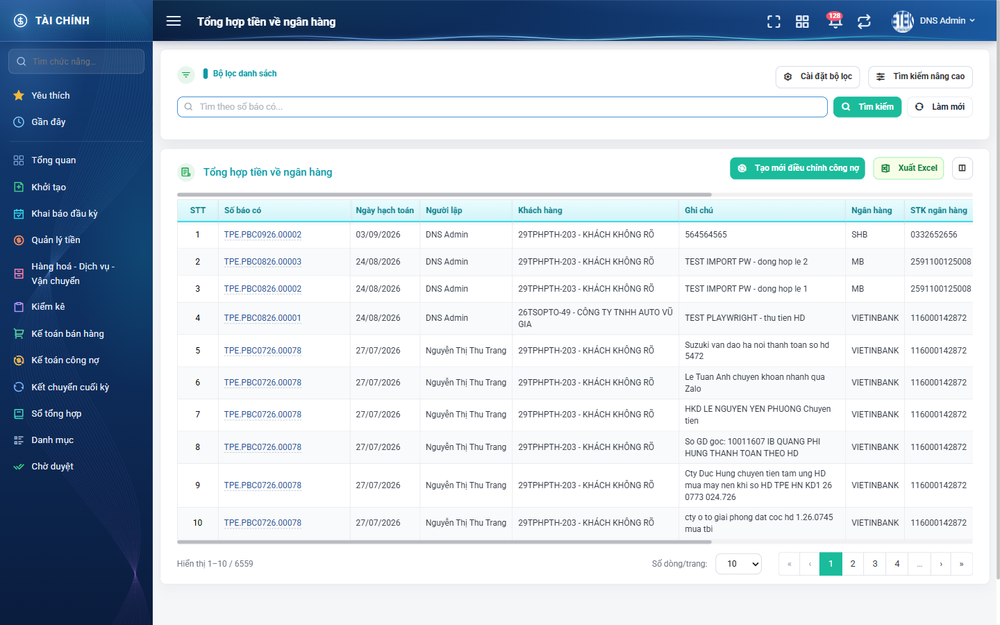 TÀI CHÍNH
Tìm chức năng...
Yêu thích
Gần đây
Tổng quan
Khởi tạo
Khai báo đầu kỳ
Quản lý tiền
Hàng hoá - Dịch vụ -
Vận chuyển
Kiểm kê
Kế toán bán hàng
Kế toán công nợ
Kết chuyển cuối kỳ
Sổ tổng hợp
Danh mục
Chờ duyệt
Tổng hợp tiền về ngân hàng
128
DNS Admin
Bộ lọc danh sách
Cài đặt bộ lọc
Tìm kiếm nâng cao
Tìm theo số báo có...
Tìm kiếm
Làm mới
Tổng hợp tiền về ngân hàng
Tạo mới điều chỉnh công nợ
Xuất Excel
STT Số báo có Ngày hạch toán Người lập Khách hàng Ghi chú Ngân hàng STK ngân hàng
1 TPE.PBC0926.00002 03/09/2026 DNS Admin 29TPHPTH-203 - KHÁCH KHÔNG RÕ 564564565 SHB 0332652656
2 TPE.PBC0826.00003 24/08/2026 DNS Admin 29TPHPTH-203 - KHÁCH KHÔNG RÕ TEST IMPORT PW - dong hop le 2 MB 2591100125008
3 TPE.PBC0826.00002 24/08/2026 DNS Admin 29TPHPTH-203 - KHÁCH KHÔNG RÕ TEST IMPORT PW - dong hop le 1 MB 2591100125008
4 TPE.PBC0826.00001 24/08/2026 DNS Admin 26TSOPTO-49 - CÔNG TY TNHH AUTO VŨ
GIA TEST PLAYWRIGHT - thu tien HD VIETINBANK 116000142872
5 TPE.PBC0726.00078 27/07/2026 Nguyễn Thị Thu Trang 29TPHPTH-203 - KHÁCH KHÔNG RÕ Suzuki van dao ha noi thanh toan so hd
5472 VIETINBANK 116000142872
6 TPE.PBC0726.00078 27/07/2026 Nguyễn Thị Thu Trang 29TPHPTH-203 - KHÁCH KHÔNG RÕ Le Tuan Anh chuyen khoan nhanh qua
Zalo VIETINBANK 116000142872
7 TPE.PBC0726.00078 27/07/2026 Nguyễn Thị Thu Trang 29TPHPTH-203 - KHÁCH KHÔNG RÕ HKD LE NGUYEN YEN PHUONG Chuyen
tien VIETINBANK 116000142872
8 TPE.PBC0726.00078 27/07/2026 Nguyễn Thị Thu Trang 29TPHPTH-203 - KHÁCH KHÔNG RÕ So GD goc: 10011607 IB QUANG PHI
HUNG THANH TOAN THEO HD VIETINBANK 116000142872
9 TPE.PBC0726.00078 27/07/2026 Nguyễn Thị Thu Trang 29TPHPTH-203 - KHÁCH KHÔNG RÕ Cty Duc Hung chuyen tien tam ung HD
mua may nen khi so HD TPE HN KD1 26
0773 024.726 VIETINBANK 116000142872
10 TPE.PBC0726.00078 27/07/2026 Nguyễn Thị Thu Trang 29TPHPTH-203 - KHÁCH KHÔNG RÕ cty o to giai phong dat coc hd 1.26.0745
mua tbi VIETINBANK 116000142872
Hiển thị 1–10 / 6559
Số dòng/trang: 10
« ‹ 1 2 3 4 ... › »